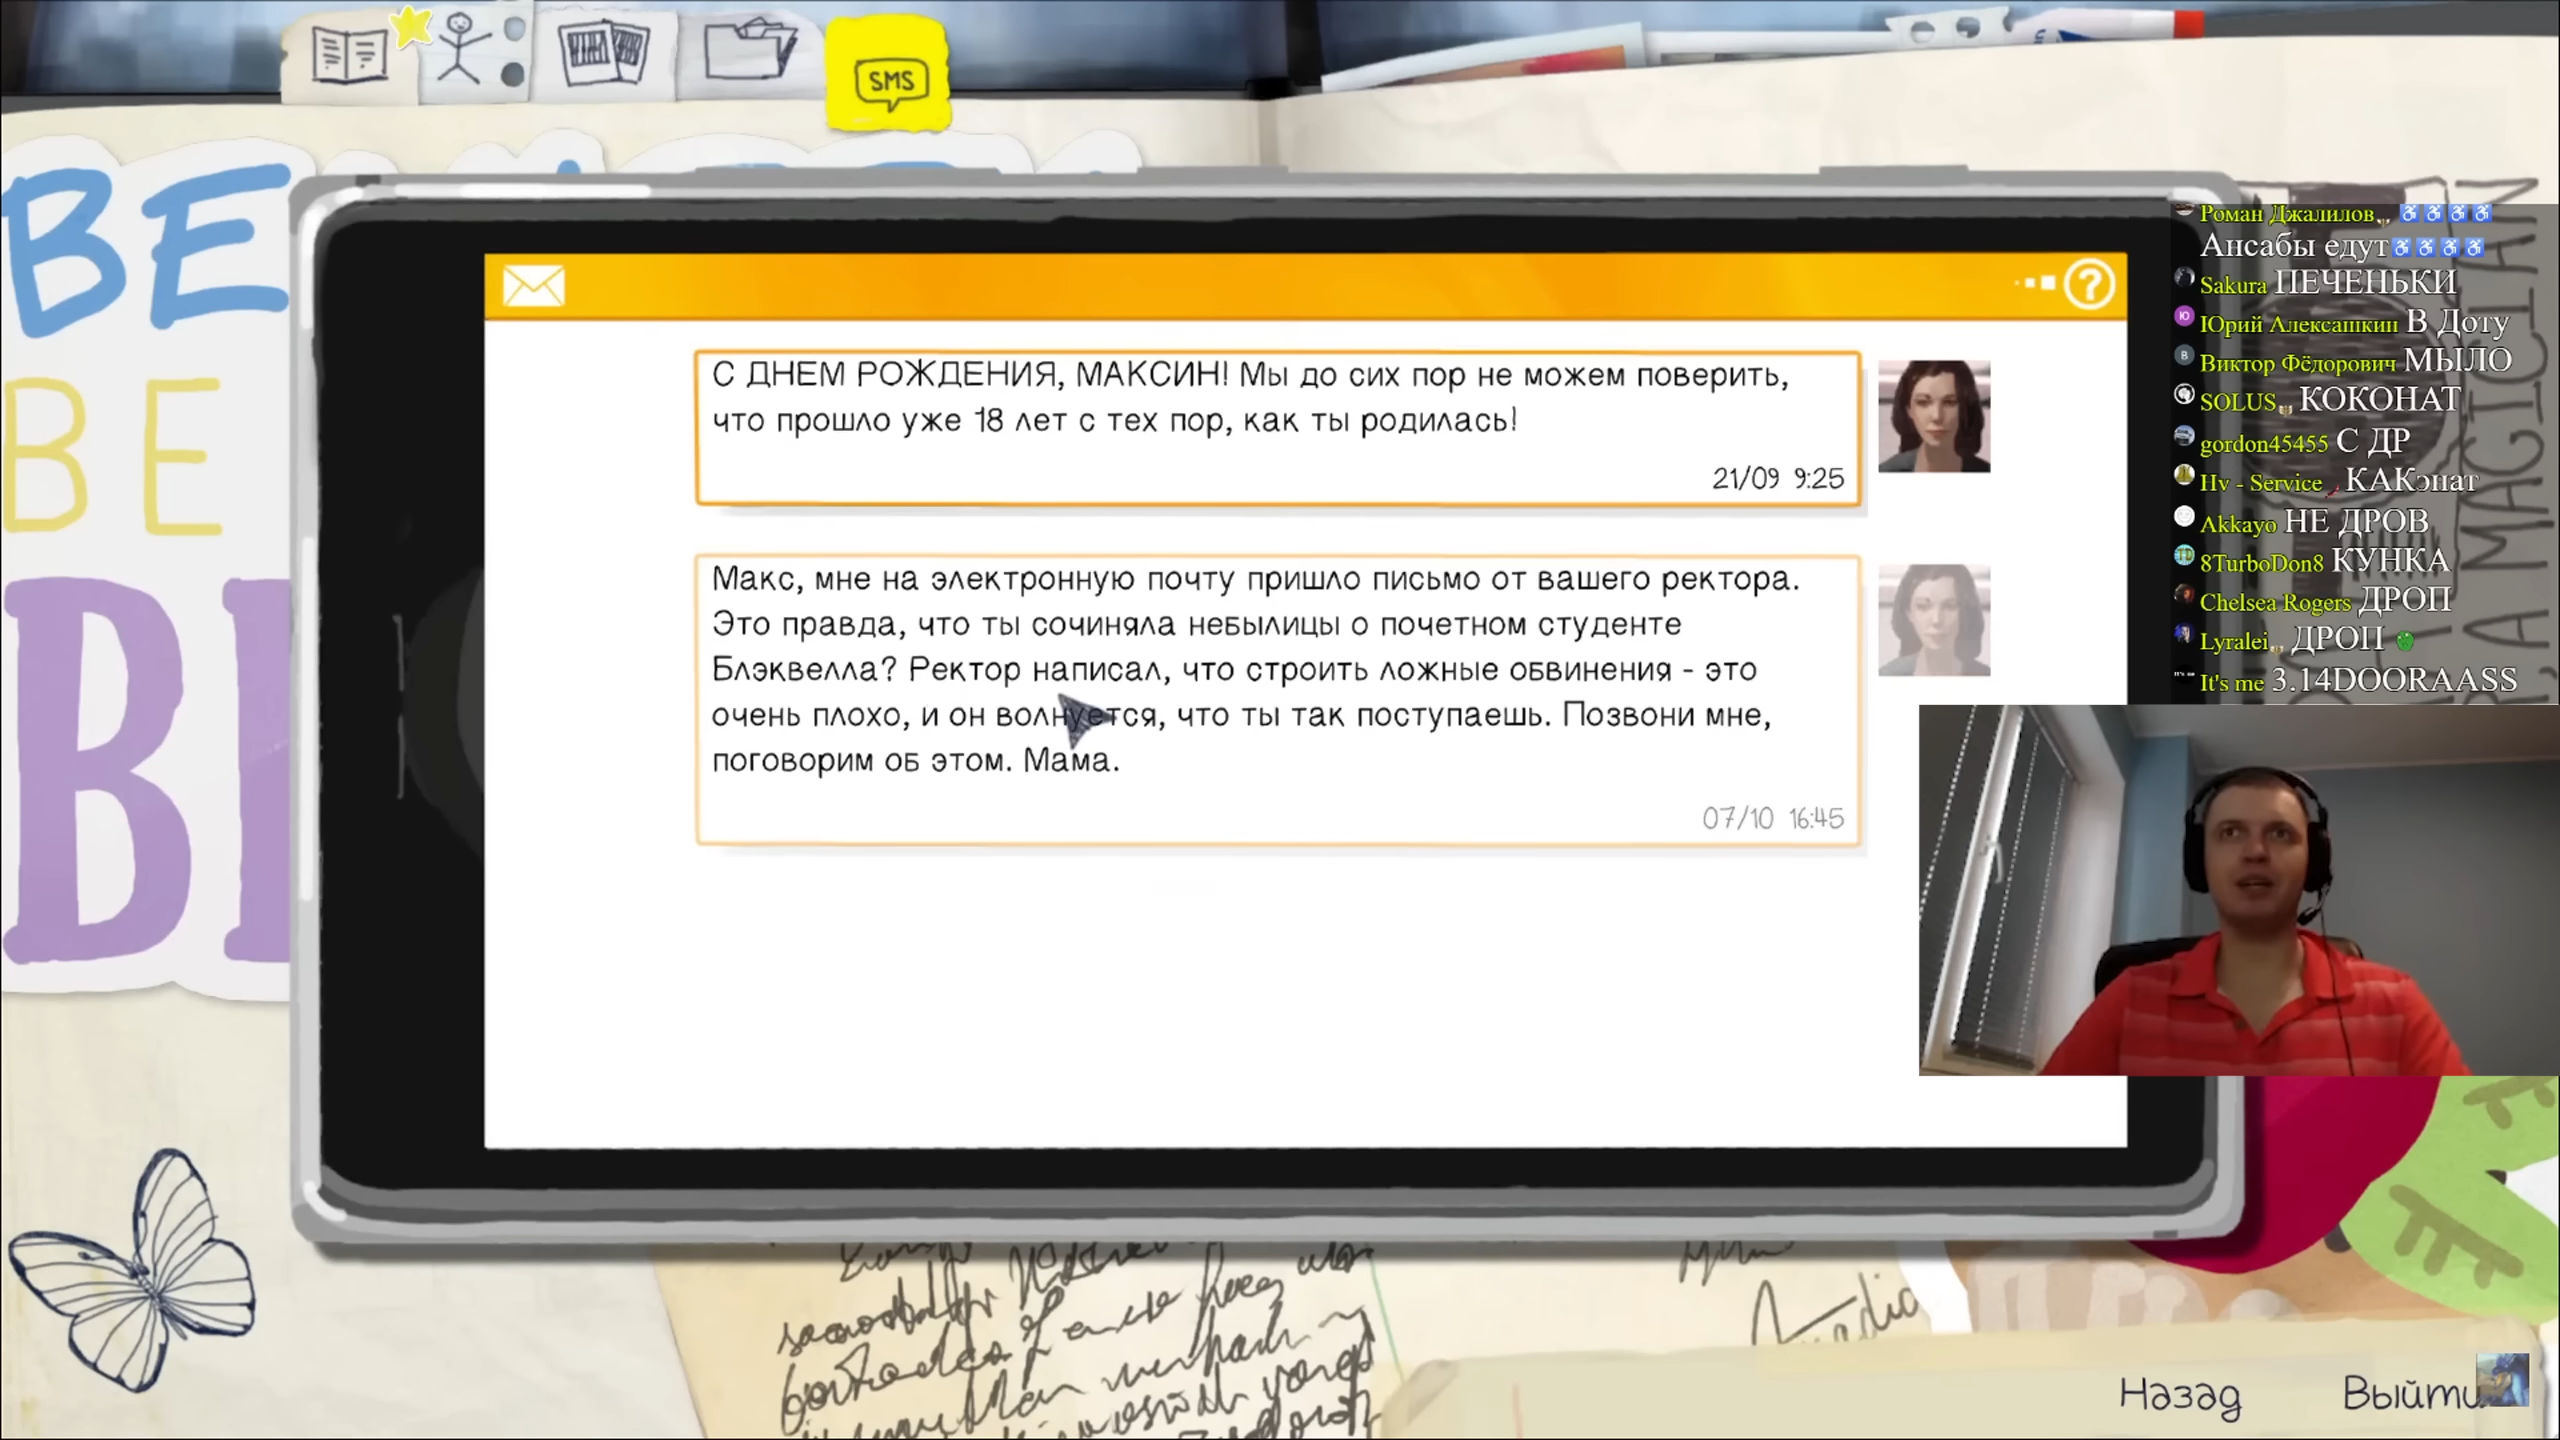 SMS
BE
BE
С ДНЕМ РОЖДЕНИЯ, МАКСИН! Мы до сих пор не можем поверить,
что прошло уже 18 лет с тех пор, как ты родилась!
21/09 9:25
Макс, мне на электронную почту пришло письмо от вашего ректора.
Это правда, что ты сочиняла небылицы о почетном студенте
Блэквелла? Ректор написал, что строить ложные обвинения - это
очень плохо, и он волнуется, что ты так поступаешь. Позвони мне,
поговорим об этом. Мама.
07/10 16:45
Роман Джалилов
Ансабы едут
Sakura ПЕЧЕНЬКИ
Юрий Алексашкин В Доту
Виктор Фёдорович МЫЛО
SOLUS КОКОНАТ
gordon45455 С ДР
Hv - Service КАКэнат
Akkayo НЕ ДРОВ
8TurboDon8 КУНКА
Chelsea Rogers ДРОП
Lyralei ДРОП
It's me 3.14DOORAASS
A MAGICIAN
Назад
Выйти